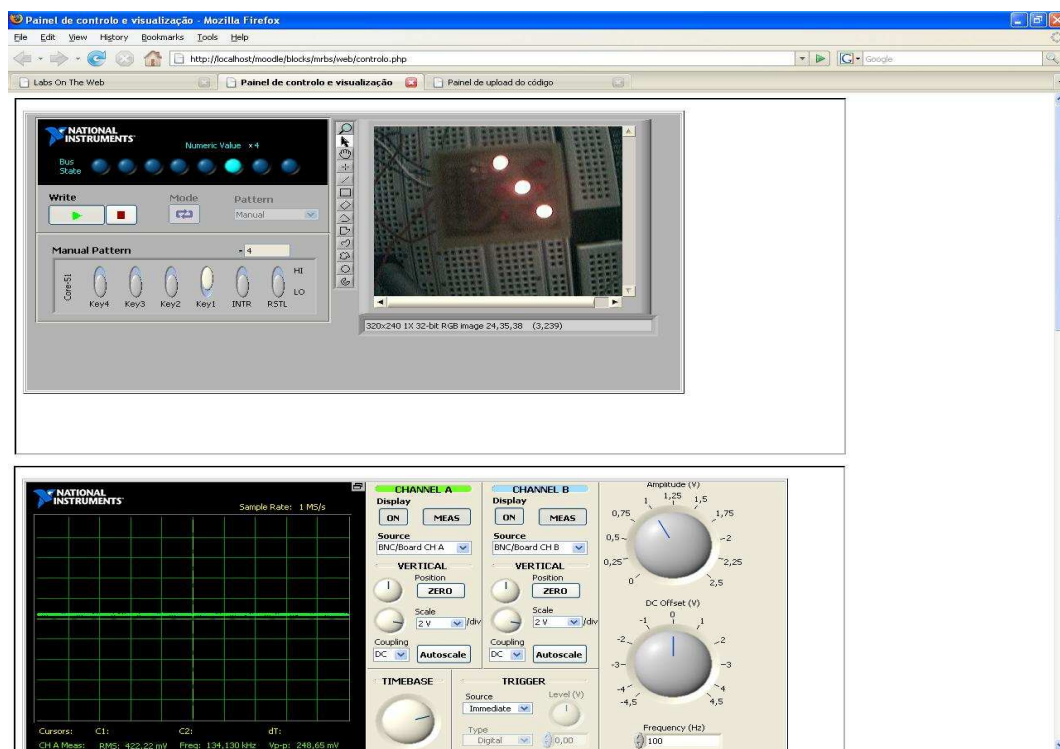 Painel de controlo e visualização - Mozilla Firefox
File Edit View History Bookmarks Tools Help
http://localhost/moodle/blocks/mrbs/web/controlo.php
Google
Labs On The Web
Painel de controlo e visualização
Painel de upload do código
NATIONAL
INSTRUMENTS
Numeric Value ×4
Bus
State
Write
Mode
Pattern
Manual
Manual Pattern
4
Core-51
HI
LO
Key4 Key3 Key2 Key1 INTR RSTL
320x240 1X 32-bit RGB image 24,35,38 (3,239)
NATIONAL
INSTRUMENTS
Sample Rate: 1 MS/s
Cursors: C1: C2: dT:
CH A Meas: RMS: 422,22 mV Freq: 134,130 kHz Vp-p: 248,65 mV
CHANNEL A
Display
ON MEAS
Source
BNC/Board CH A
VERTICAL
Position
ZERO
Scale
2 V /div
Coupling
DC Autoscale
CHANNEL B
Display
ON MEAS
Source
BNC/Board CH B
VERTICAL
Position
ZERO
Scale
2 V /div
Coupling
DC Autoscale
TIMEBASE
TRIGGER
Source
Level (V)
Immediate
Type
Digital
0,00
Amplitude (V)
0 0,25 0,5 0,75 1 1,25 1,5 1,75 2 2,25 2,5
DC Offset (V)
-4,5 -4 -3 -2 -1 0 1 2 3 4 4,5
Frequency (Hz)
100